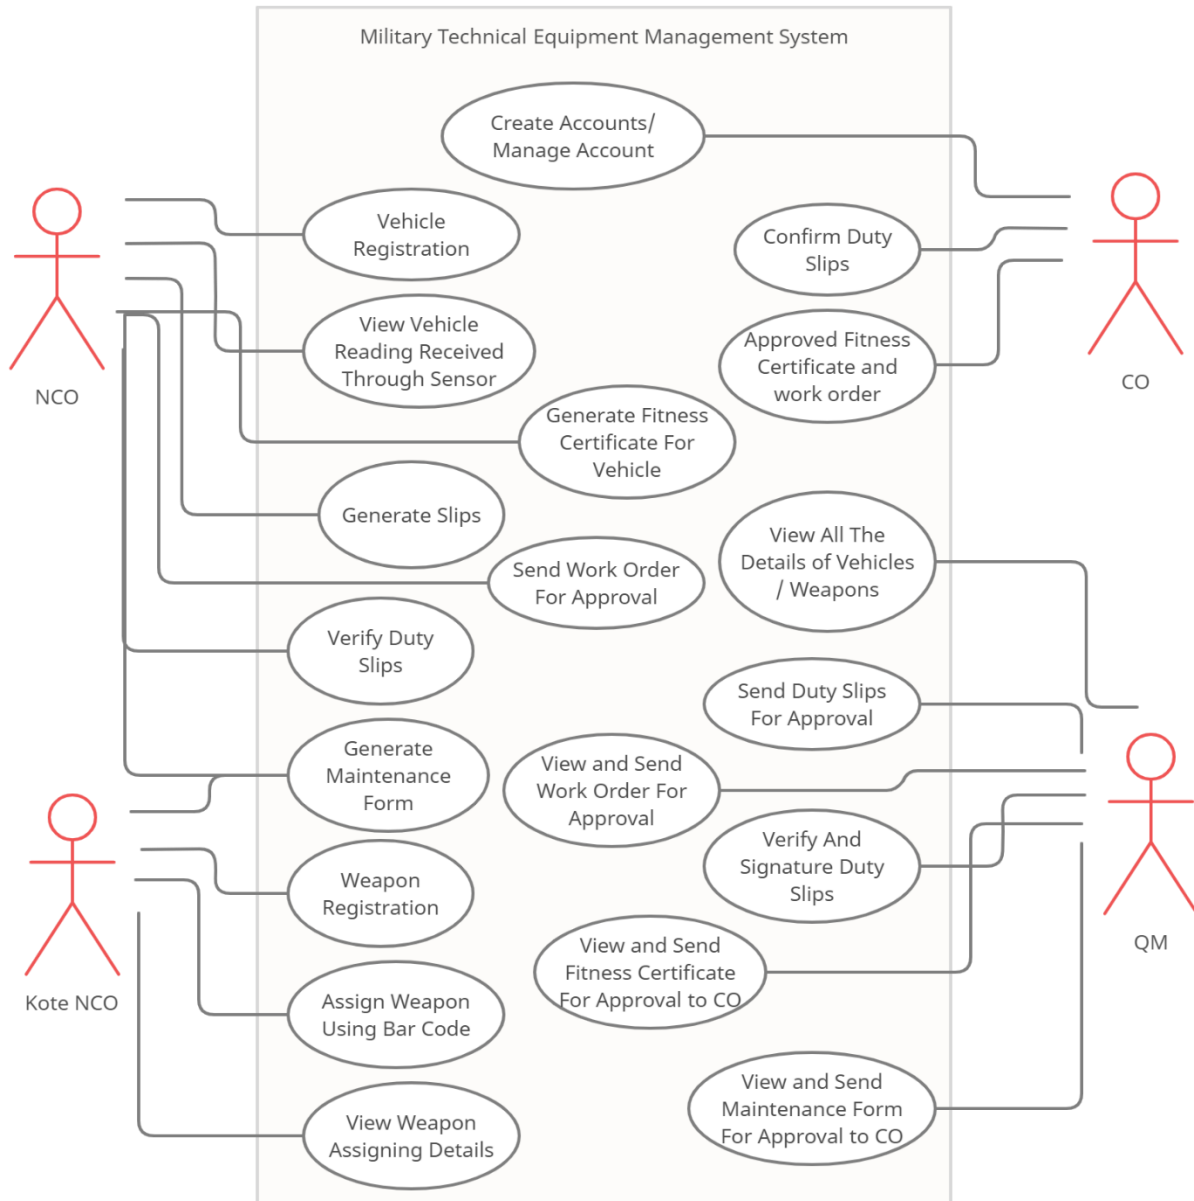 Military Technical Equipment Management System
Create Accounts/
Manage Account
Vehicle
Registration
Confirm Duty
Slips
View Vehicle
Reading Received
Through Sensor
Approved Fitness
Certificate and
work order
NCO
CO
Generate Fitness
Certificate For
Vehicle
Generate Slips
View All The
Details of Vehicles
/ Weapons
Send Work Order
For Approval
Verify Duty
Slips
Send Duty Slips
For Approval
Generate
Maintenance
Form
View and Send
Work Order For
Approval
Verify And
Signature Duty
Slips
Weapon
Registration
QM
View and Send
Fitness Certificate
For Approval to CO
Kote NCO
Assign Weapon
Using Bar Code
View and Send
Maintenance Form
For Approval to CO
View Weapon
Assigning Details